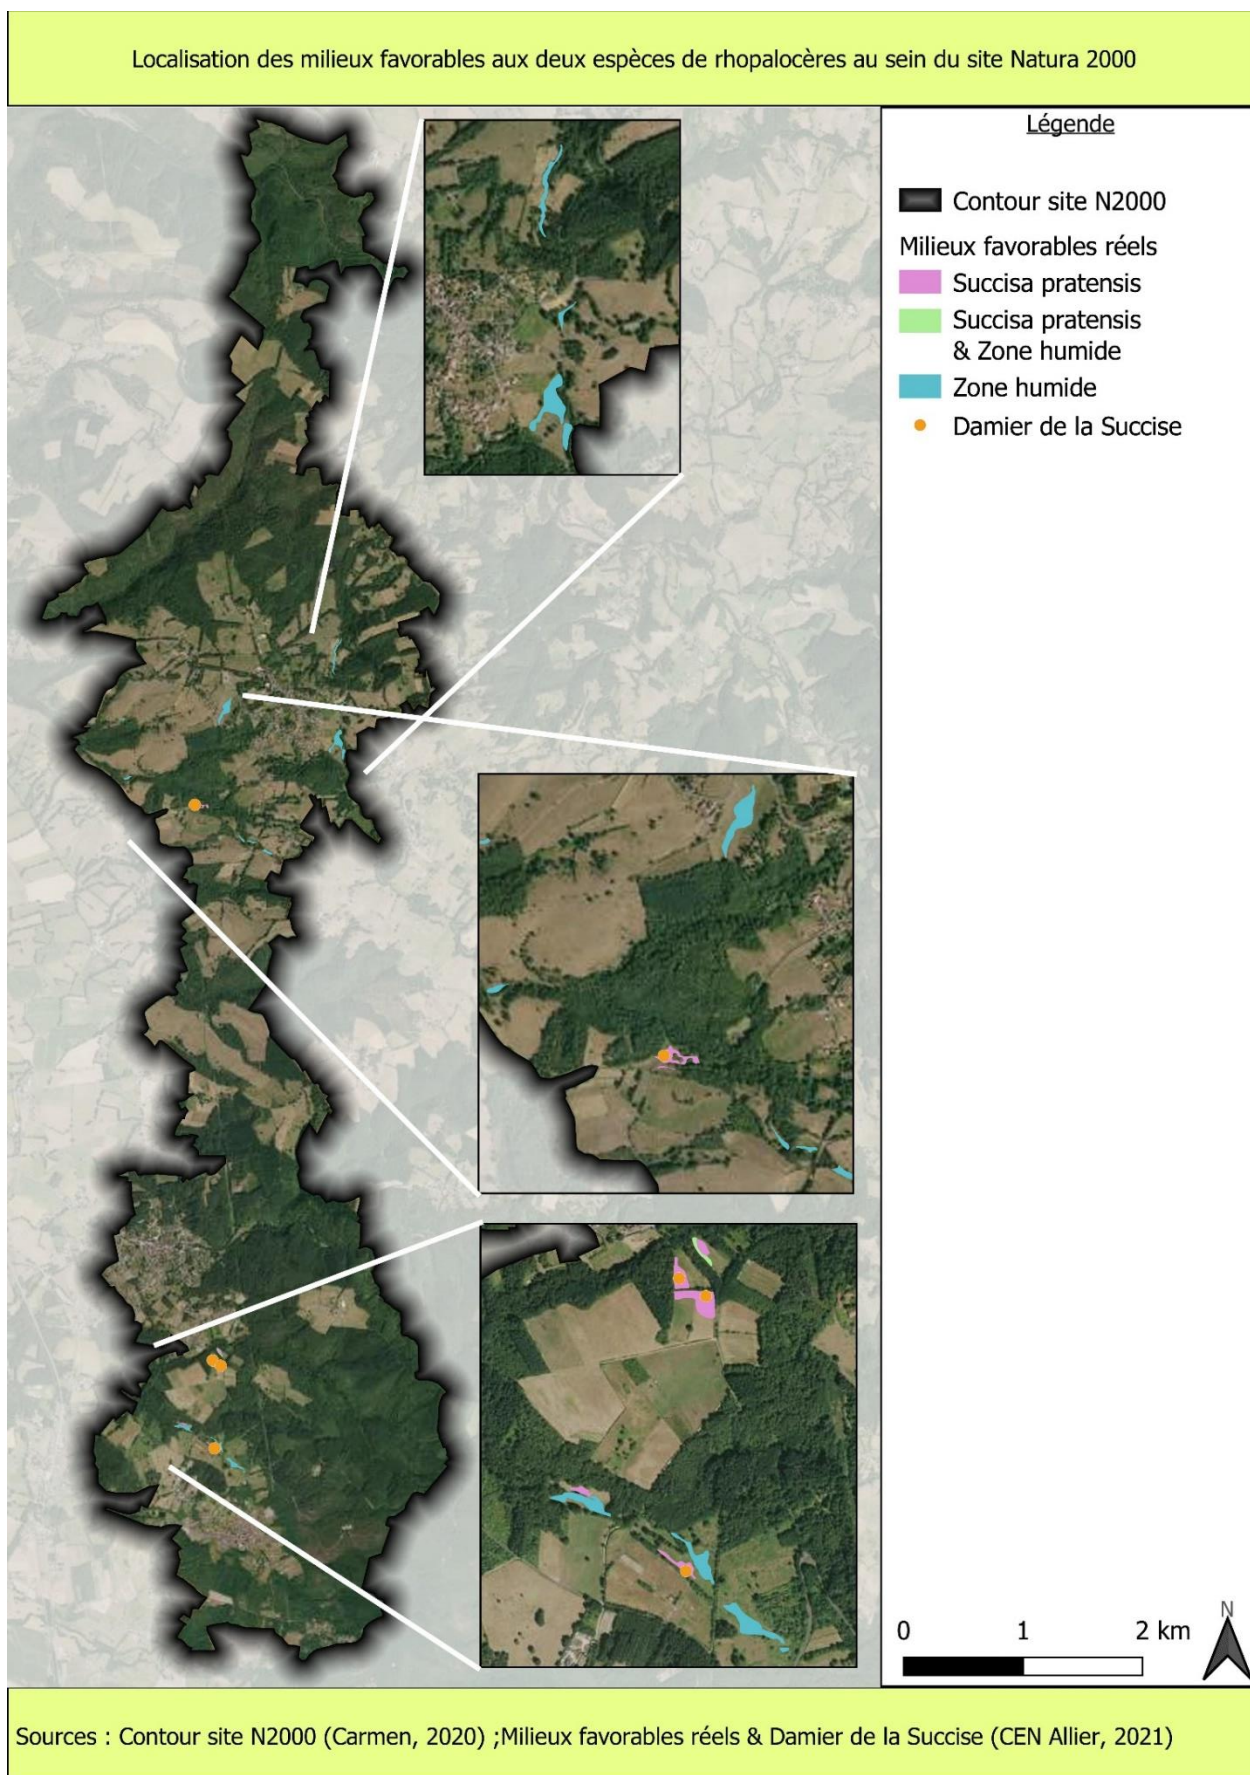 Localisation des milieux favorables aux deux espèces de rhopalocères au sein du site Natura 2000
Légende
Contour site N2000
Milieux favorables réels
Succisa pratensis
Succisa pratensis
& Zone humide
Zone humide
Damier de la Succise
N
0 1 2 km
Sources : Contour site N2000 (Carmen, 2020) ;Milieux favorables réels & Damier de la Succise (CEN Allier, 2021)